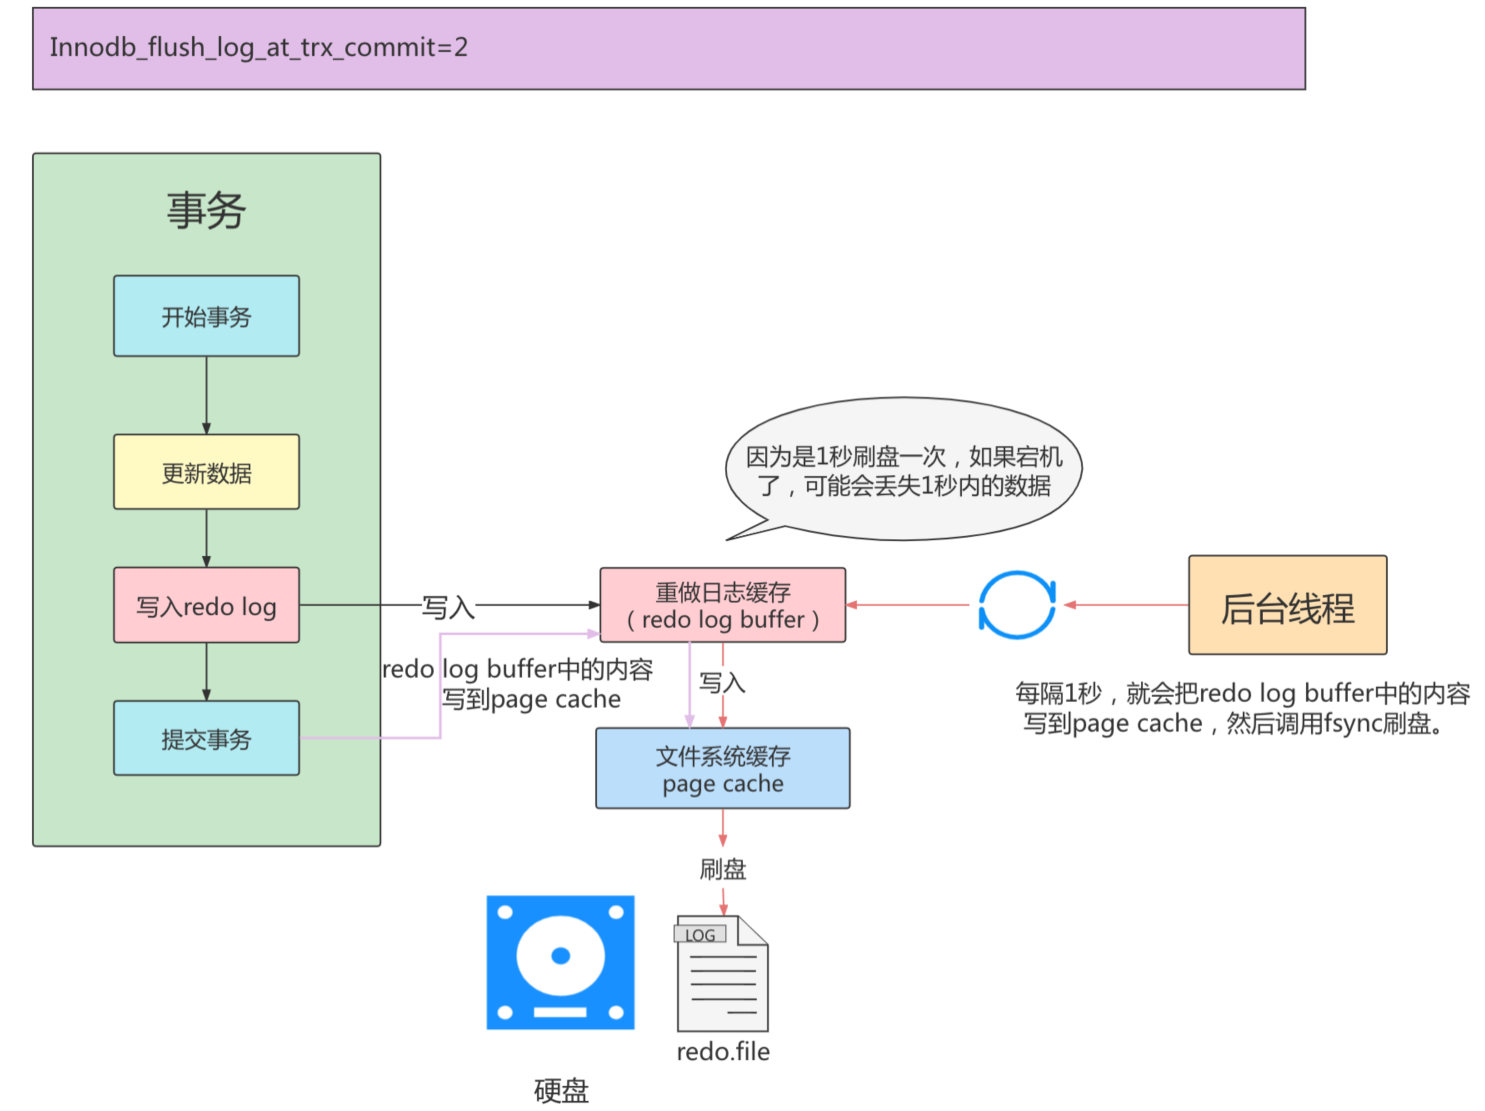 Innodb_flush_log_at_trx_commit=2
事务
开始事务
更新数据
写入redo log
提交事务
写入
redo log buffer中的内容
写到page cache
因为是1秒刷盘一次，如果宕机
了，可能会丢失1秒内的数据
重做日志缓存
（redo log buffer）
写入
文件系统缓存
page cache
刷盘
LOG
redo.file
硬盘
后台线程
每隔1秒，就会把redo log buffer中的内容
写到page cache，然后调用fsync刷盘。